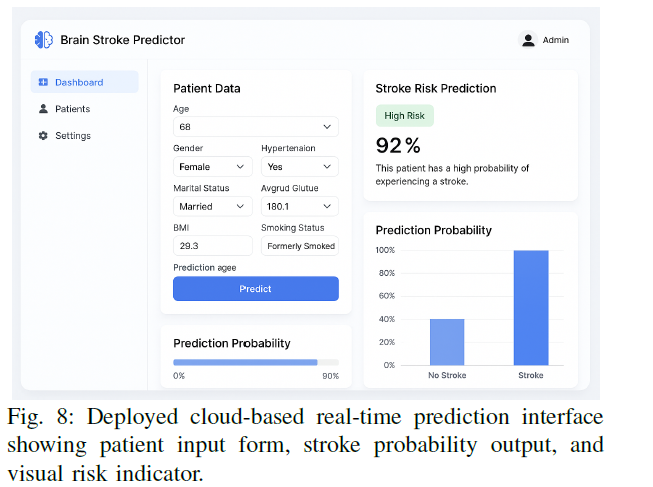 Brain Stroke Predictor
Admin
Dashboard
Patients
Settings
Patient Data
Age
68
Gender
Hypertenaion
Female
Yes
Marital Status
Avgrud Glutue
Married
180.1
BMI
Smoking Status
29.3
Formerly Smoked
Prediction agee
Predict
Prediction Probability
0%
90%
Stroke Risk Prediction
High Risk
92%
This patient has a high probability of
experiencing a stroke.
Prediction Probability
100%
80%
60%
40%
20%
0%
No Stroke
Stroke
Fig. 8: Deployed cloud-based real-time prediction interface
showing patient input form, stroke probability output, and
visual risk indicator.